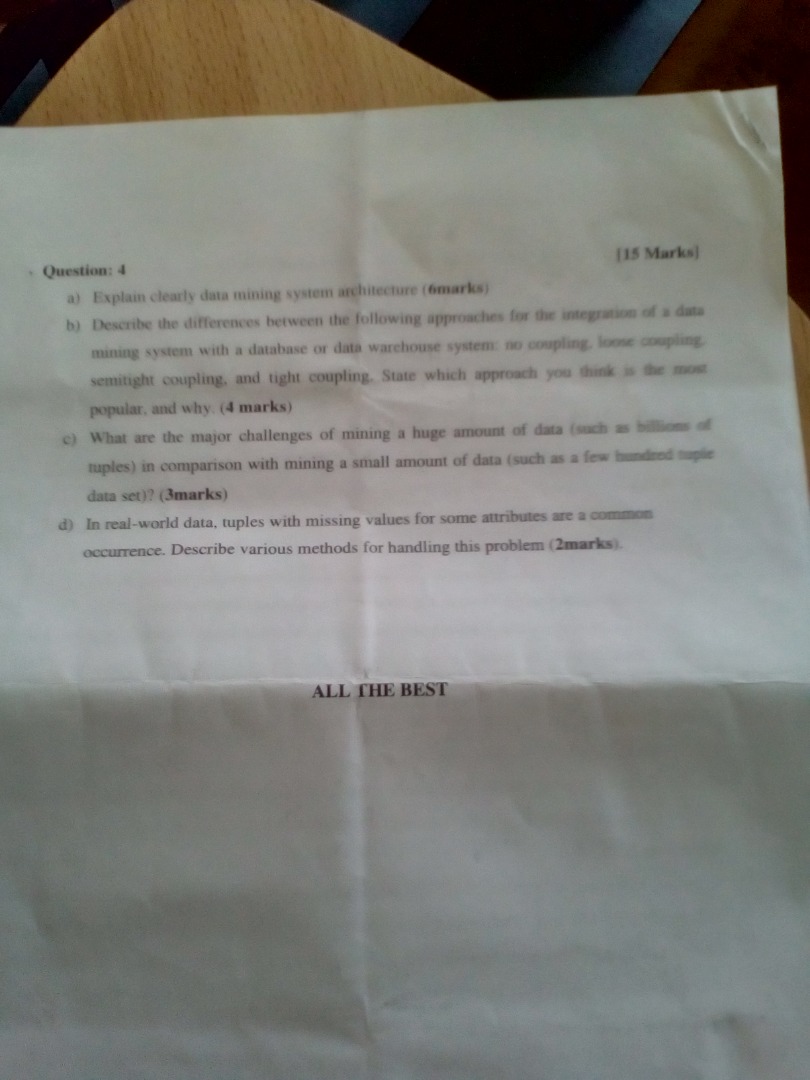 [15 Marks]
Question: 4
a) Explain clearly data mining system architecture (6marks)
b) Describe the differences between the following approaches for the integration of a data
mining system with a database or data warehouse system: no coupling, loose coupling,
semitight coupling, and tight coupling. State which approach you think is the most
popular, and why. (4 marks)
c) What are the major challenges of mining a huge amount of data (such as billions of
tuples) in comparison with mining a small amount of data (such as a few hundred tuple
data set)? (3marks)
d) In real-world data, tuples with missing values for some attributes are a common
occurrence. Describe various methods for handling this problem (2marks).
ALL THE BEST